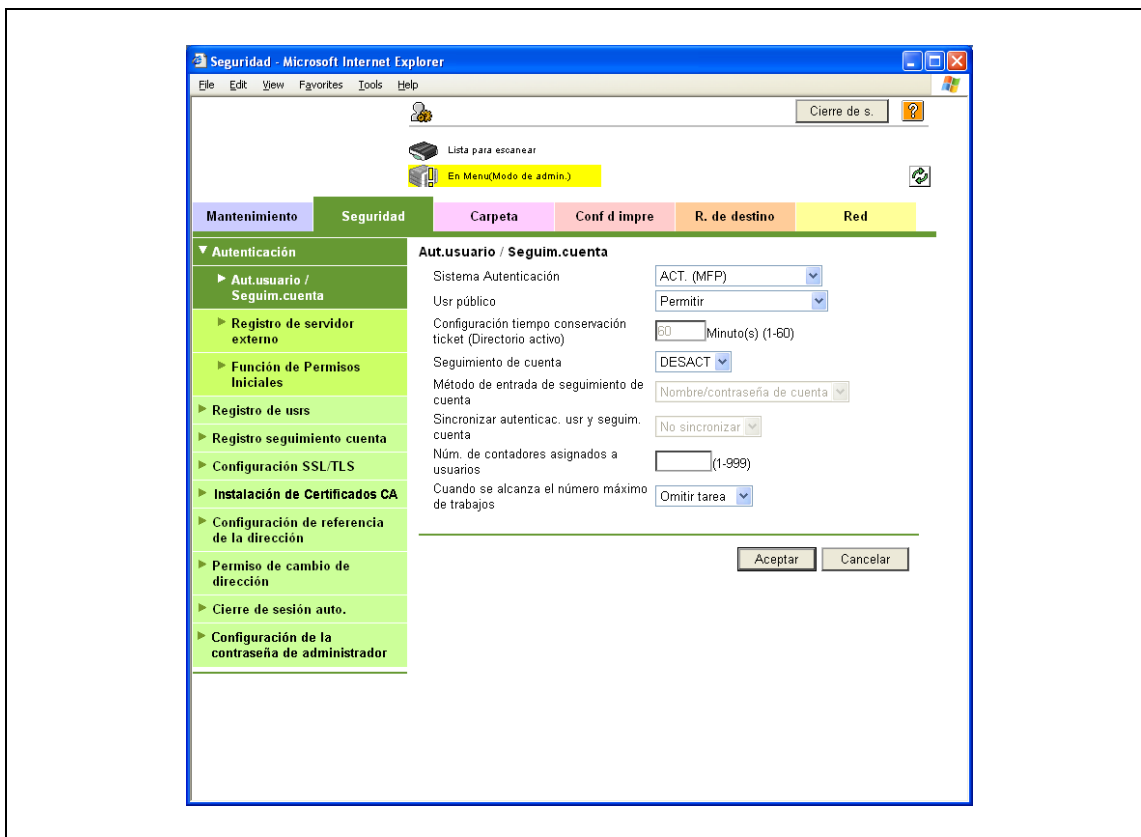 Seguridad - Microsoft Internet Explorer
File Edit View Favorites Tools Help
Cierre de s. ?
Lista para escanear
En Menu(Modo de admin.)
Mantenimiento Seguridad Carpeta Conf d impre R. de destino Red
Autenticación
Aut.usuario /
Seguim.cuenta
Registro de servidor
externo
Función de Permisos
Iniciales
Registro de usrs
Registro seguimiento cuenta
Configuración SSL/TLS
Instalación de Certificados CA
Configuración de referencia
de la dirección
Permiso de cambio de
dirección
Cierre de sesión auto.
Configuración de la
contraseña de administrador
Aut.usuario / Seguim.cuenta
Sistema Autenticación ACT. (MFP)
Usr público Permitir
Configuración tiempo conservación
ticket (Directorio activo) 60 Minuto(s) (1-60)
Seguimiento de cuenta DESACT
Método de entrada de seguimiento de
cuenta Nombre/contraseña de cuenta
Sincronizar autenticac. usr y seguim.
cuenta No sincronizar
Núm. de contadores asignados a
usuarios (1-999)
Cuando se alcanza el número máximo
de trabajos Omitir tarea
Aceptar Cancelar